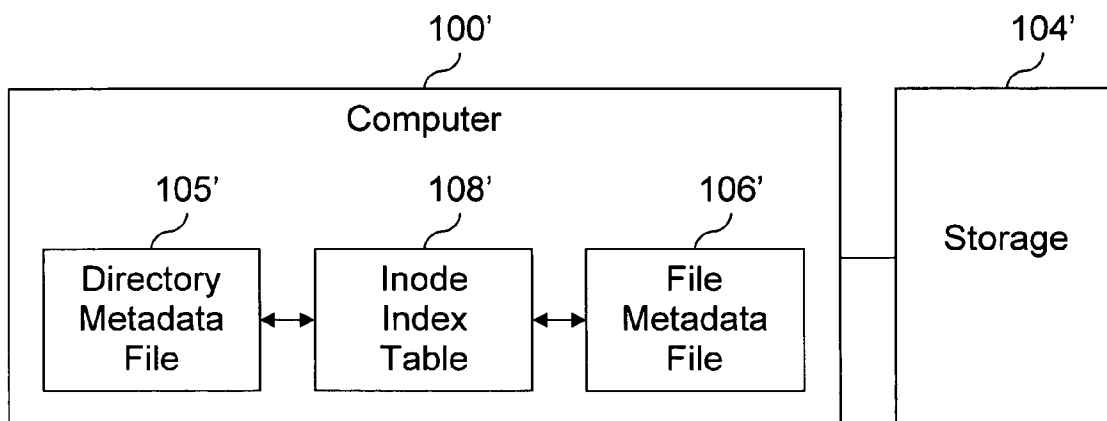 100’
104’
Computer
105’
108’
106’
Directory
Metadata
File
Inode
Index
Table
File
Metadata
File
Storage